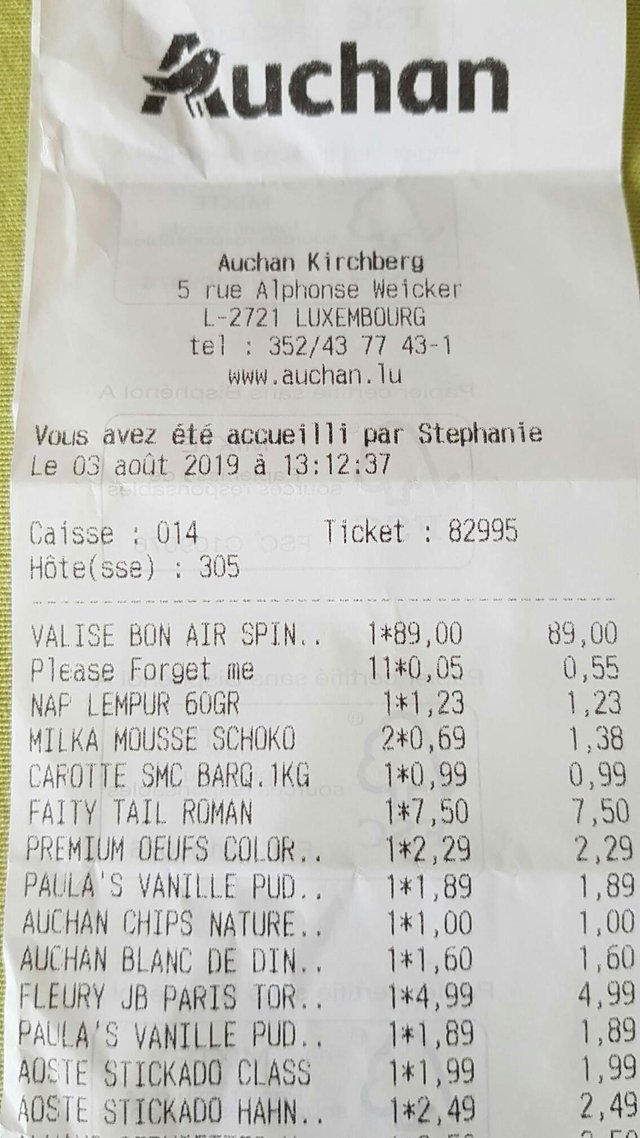 Auchan
Auchan Kirchberg
5 rue Alphonse Weicker
L-2721 LUXEMBOURG
tel : 352/43 77 43-1
www.auchan.lu
Vous avez été accueilli par Stephanie
Le 03 août 2019 à 13:12:37
Caisse : 014 Ticket : 82995
Hôte(sse) : 305
VALISE BON AIR SPIN.. 1*89,00 89,00
Please Forget me 11*0,05 0,55
NAP LEMPUR 60GR 1*1,23 1,23
MILKA MOUSSE SCHOKO 2*0,69 1,38
CAROTTE SMC BARQ.1KG 1*0,99 0,99
FAITY TAIL ROMAN 1*7,50 7,50
PREMIUM OEUFS COLOR.. 1*2,29 2,29
PAULA'S VANILLE PUD.. 1*1,89 1,89
AUCHAN CHIPS NATURE.. 1*1,00 1,00
AUCHAN BLANC DE DIN.. 1*1,60 1,60
FLEURY JB PARIS TOR.. 1*4,99 4,99
PAULA'S VANILLE PUD.. 1*1,89 1,89
AOSTE STICKADO CLASS 1*1,99 1,99
AOSTE STICKADO HAHN.. 1*2,49 2,49